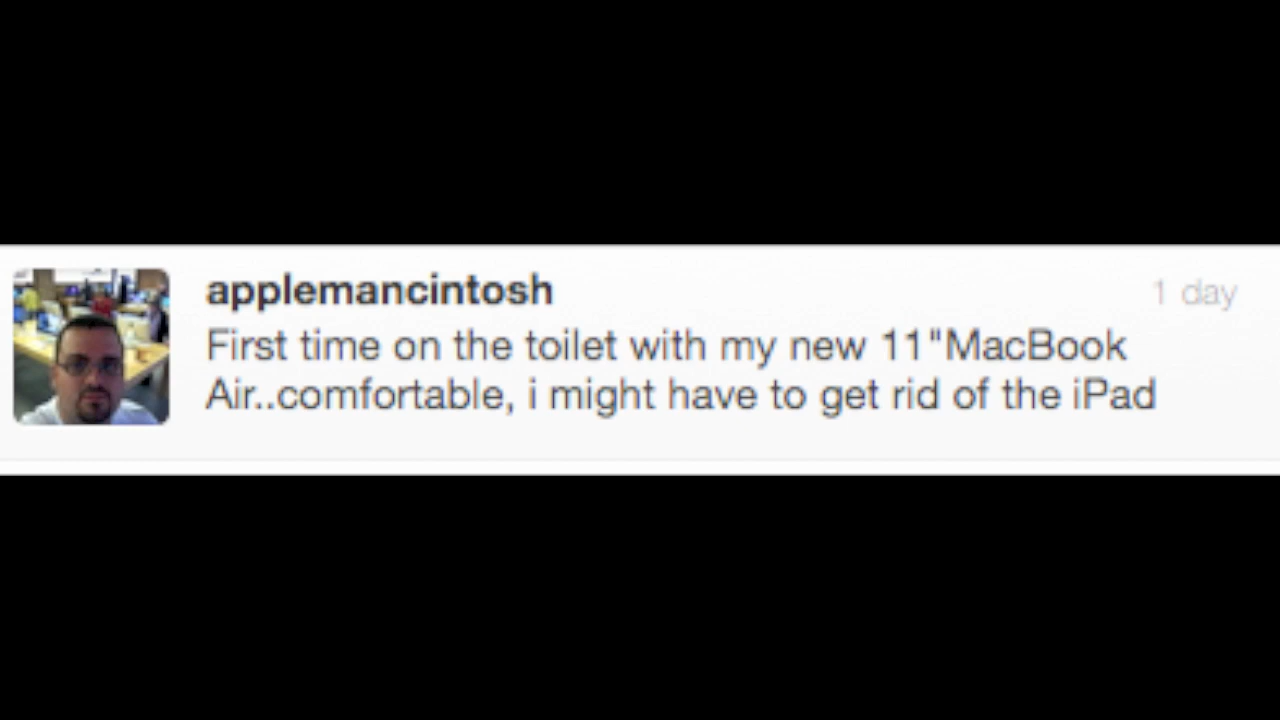 applemancintosh
1 day
First time on the toilet with my new 11"MacBook
Air..comfortable, i might have to get rid of the iPad